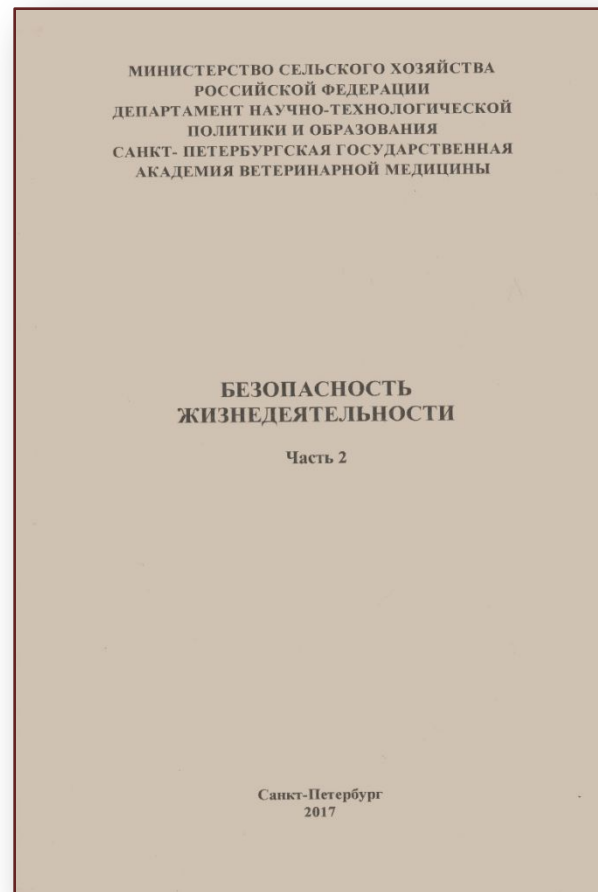 МИНИСТЕРСТВО СЕЛЬСКОГО ХОЗЯЙСТВА
РОССИЙСКОЙ ФЕДЕРАЦИИ
ДЕПАРТАМЕНТ НАУЧНО-ТЕХНОЛОГИЧЕСКОЙ
ПОЛИТИКИ И ОБРАЗОВАНИЯ
САНКТ- ПЕТЕРБУРГСКАЯ ГОСУДАРСТВЕННАЯ
АКАДЕМИЯ ВЕТЕРИНАРНОЙ МЕДИЦИНЫ
БЕЗОПАСНОСТЬ
ЖИЗНЕДЕЯТЕЛЬНОСТИ
Часть 2
Санкт-Петербург
2017